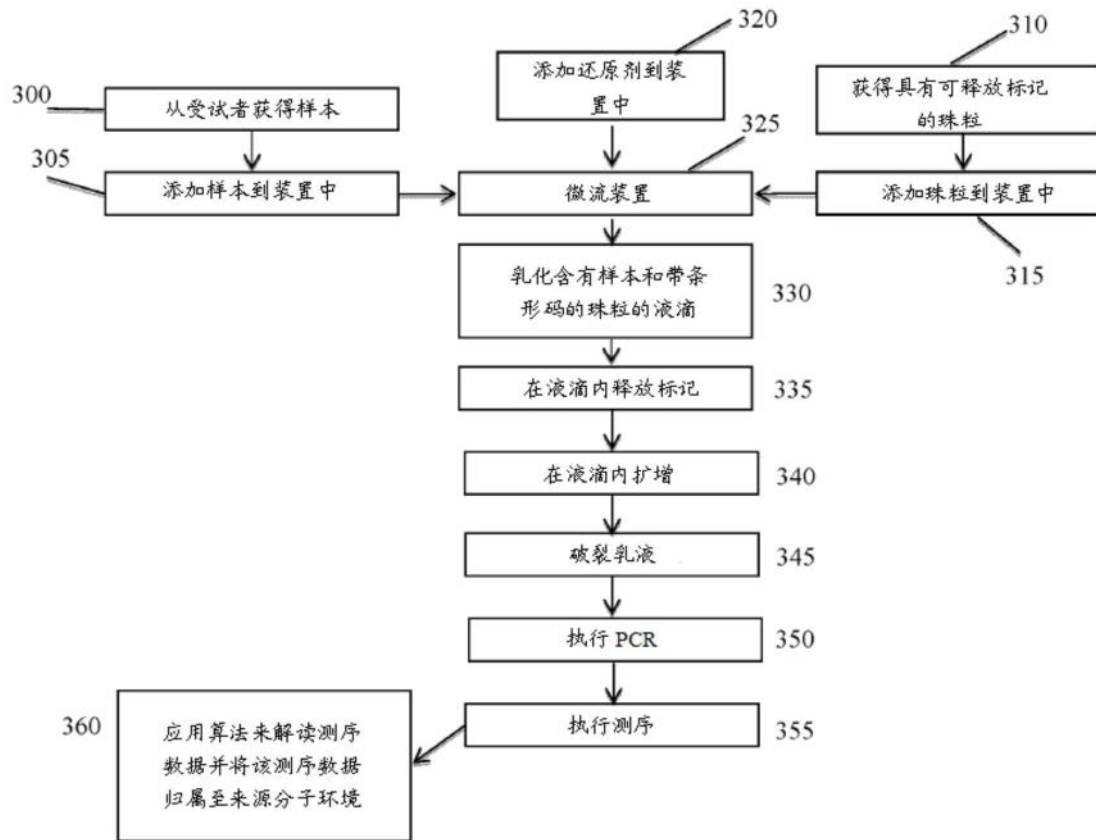 320
添加还原剂到装
置中
310
获得具有可释放标记
的珠粒
300
从受试者获得样本
325
305
添加样本到装置中
微流装置
添加珠粒到装置中
315
乳化含有样本和带条
形码的珠粒的液滴
330
在液滴内释放标记
335
在液滴内扩增
340
破裂乳液
345
执行 PCR
350
执行测序
355
360
应用算法来解读测序
数据并将该测序数据
归属至来源分子环境